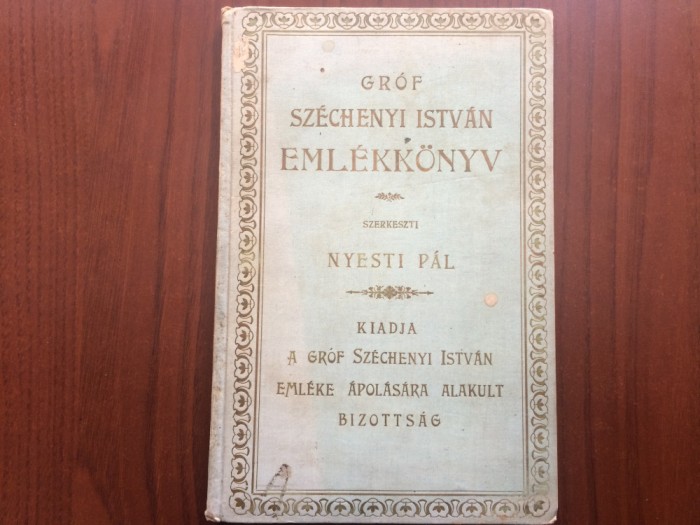 GRÓF
SZÉCHENYI ISTVÁN
EMLÉKKÖNYV
SZERKESZTI
NYESTI PÁL
KIADJA
A GRÓF SZÉCHENYI ISTVÁN
EMLÉKE ÁPOLÁSÁRA ALAKULT
BIZOTTSÁG